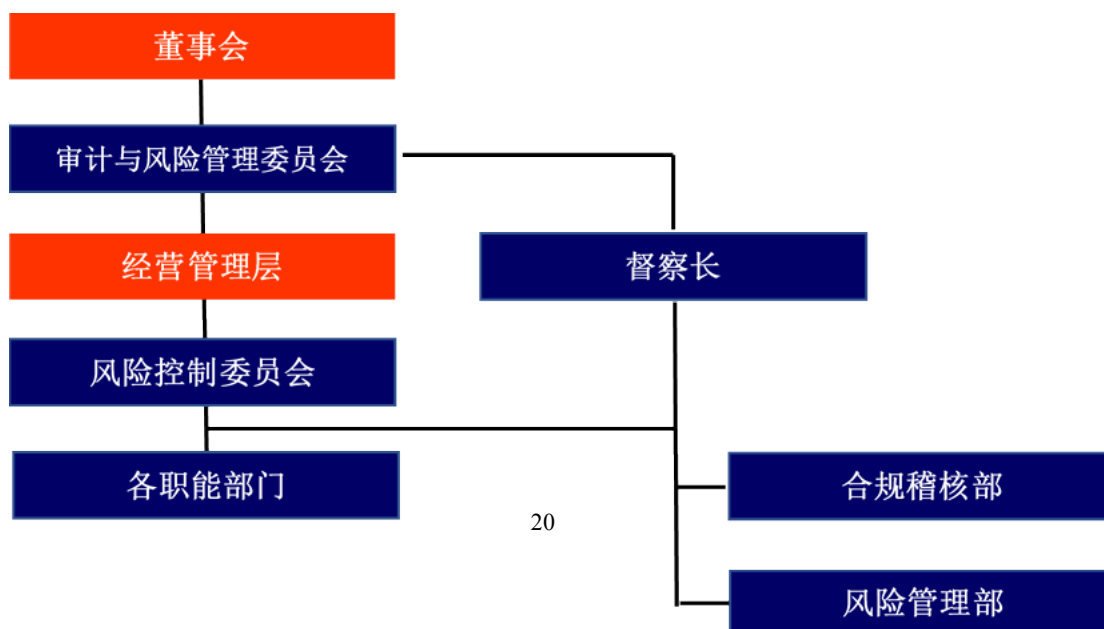 董事会
审计与风险管理委员会
经营管理层
督察长
风险控制委员会
各职能部门
合规稽核部
20
风险管理部